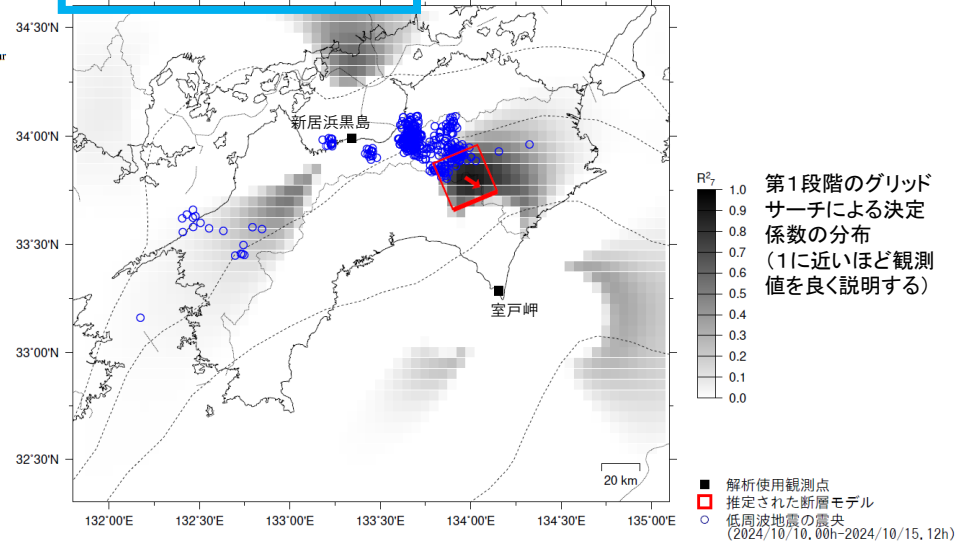 ar
34˚30'N
34˚00'N
33˚30'N
33˚00'N
32˚30'N
132˚00'E
132˚30'E
133˚00'E
133˚30'E
134˚00'E
134˚30'E
135˚00'E
新居浜黒島
室戸岬
20 km
R²₇
1.0
0.9
0.8
0.7
0.6
0.5
0.4
0.3
0.2
0.1
0.0
第１段階のグリッド
サーチによる決定
係数の分布
（１に近いほど観測
値を良く説明する）
解析使用観測点
推定された断層モデル
低周波地震の震央
(2024/10/10,00h-2024/10/15,12h)